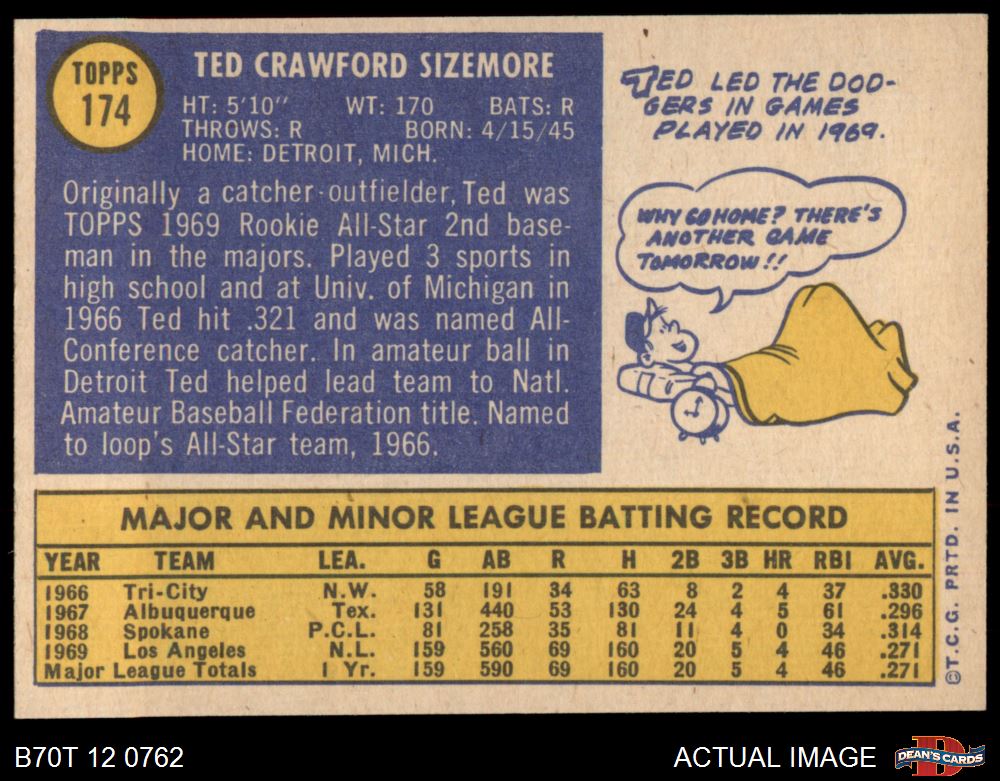 TOPPS
174
TED CRAWFORD SIZEMORE
HT: 5'10" WT: 170 BATS: R
THROWS: R BORN: 4/15/45
HOME: DETROIT, MICH.
Originally a catcher-outfielder, Ted was
TOPPS 1969 Rookie All-Star 2nd base-
man in the majors. Played 3 sports in
high school and at Univ. of Michigan in
1966 Ted hit .321 and was named All-
Conference catcher. In amateur ball in
Detroit Ted helped lead team to Natl.
Amateur Baseball Federation title. Named
to loop's All-Star team, 1966.
TED LED THE DOD-
GERS IN GAMES
PLAYED IN 1969.
WHY GO HOME? THERE'S
ANOTHER GAME
TOMORROW!!
MAJOR AND MINOR LEAGUE BATTING RECORD
YEAR TEAM LEA. G AB R H 2B 3B HR RBI AVG.
1966 Tri-City N.W. 58 191 34 63 8 2 4 37 .330
1967 Albuquerque Tex. 131 440 53 130 24 4 5 61 .296
1968 Spokane P.C.L. 81 258 35 81 11 4 0 34 .314
1969 Los Angeles N.L. 159 560 69 160 20 5 4 46 .271
Major League Totals 1 Yr. 159 590 69 160 20 5 4 46 .271
©T.C.G. PRTD. IN U.S.A.
B70T 12 0762
ACTUAL IMAGE
D
DEAN'S CARDS